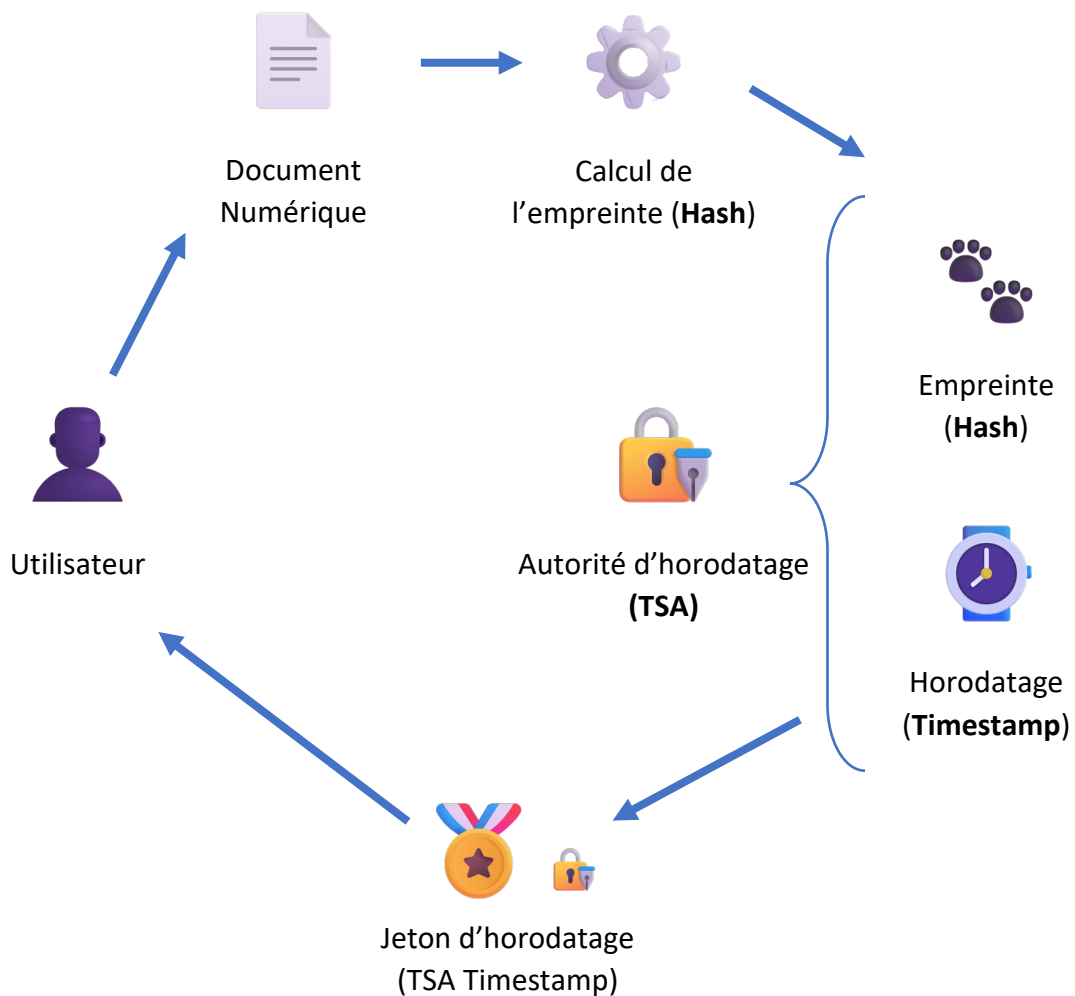 Document
Numérique
Calcul de
l’empreinte (Hash)
Empreinte
(Hash)
Utilisateur
Autorité d’horodatage
(TSA)
Horodatage
(Timestamp)
Jeton d’horodatage
(TSA Timestamp)